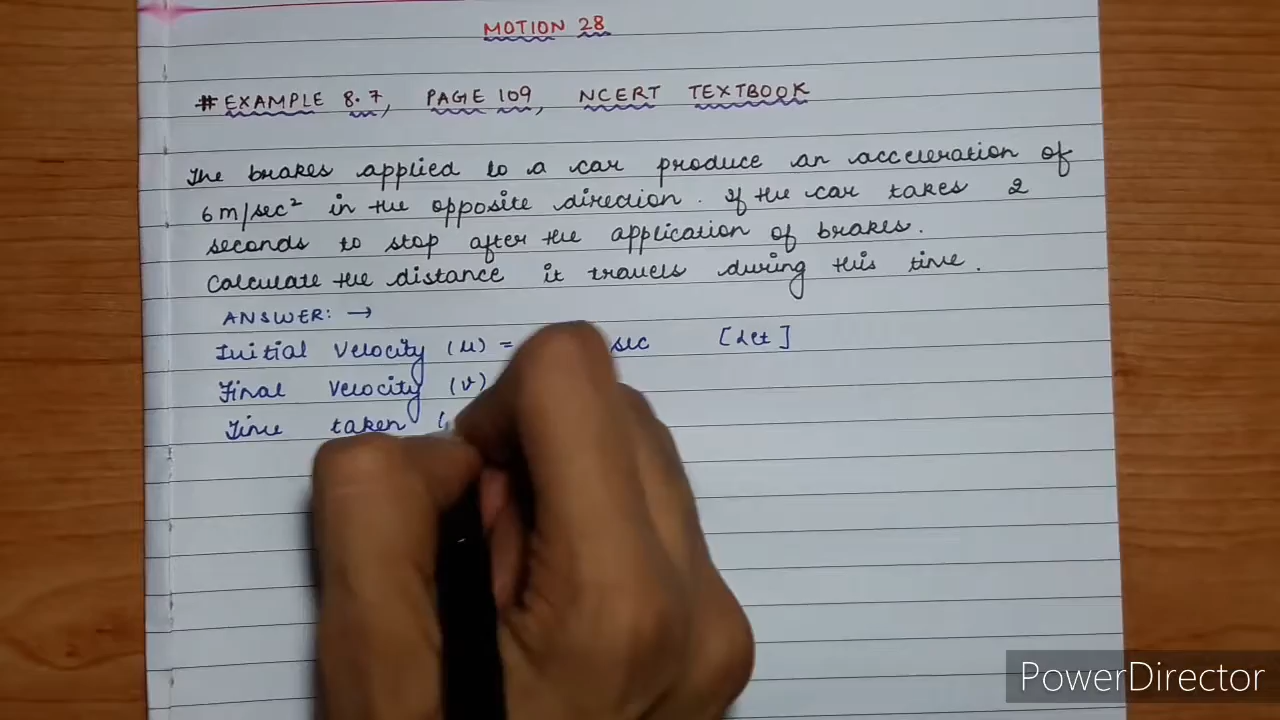 MOTION 28
# EXAMPLE 8.7, PAGE 109, NCERT TEXTBOOK
The brakes applied to a car produce an acceleration of
6 m/sec² in the opposite direction. If the car takes 2
seconds to stop after the application of brakes.
Calculate the distance it travels during this time.
ANSWER: →
Initial velocity (u) = sec [Let]
Final velocity (v)
Time taken (
PowerDirector